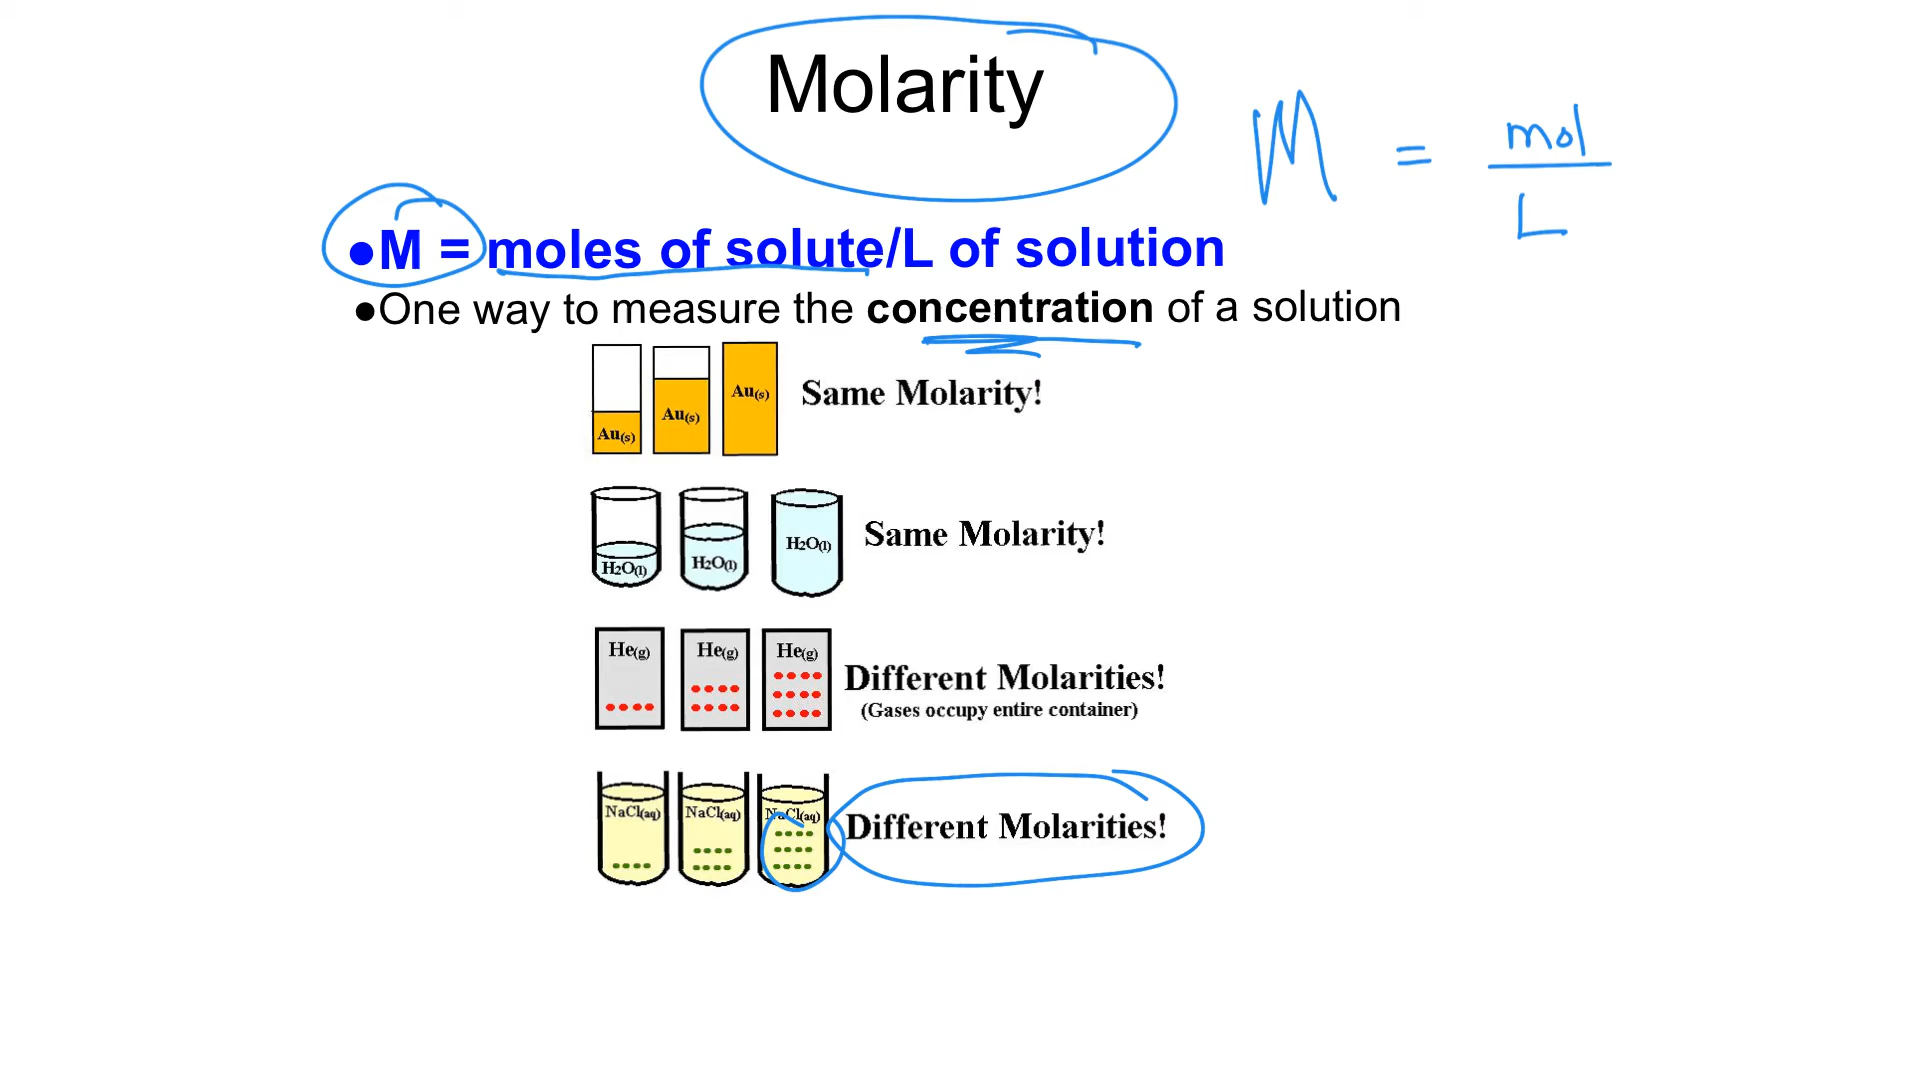 Molarity
M = mol/L
●M = moles of solute/L of solution
●One way to measure the concentration of a solution
Au(s) Au(s) Au(s) Same Molarity!
H2O(l) H2O(l) H2O(l) Same Molarity!
He(g) He(g) He(g) Different Molarities!
(Gases occupy entire container)
NaCl(aq) NaCl(aq) NaCl(aq) Different Molarities!